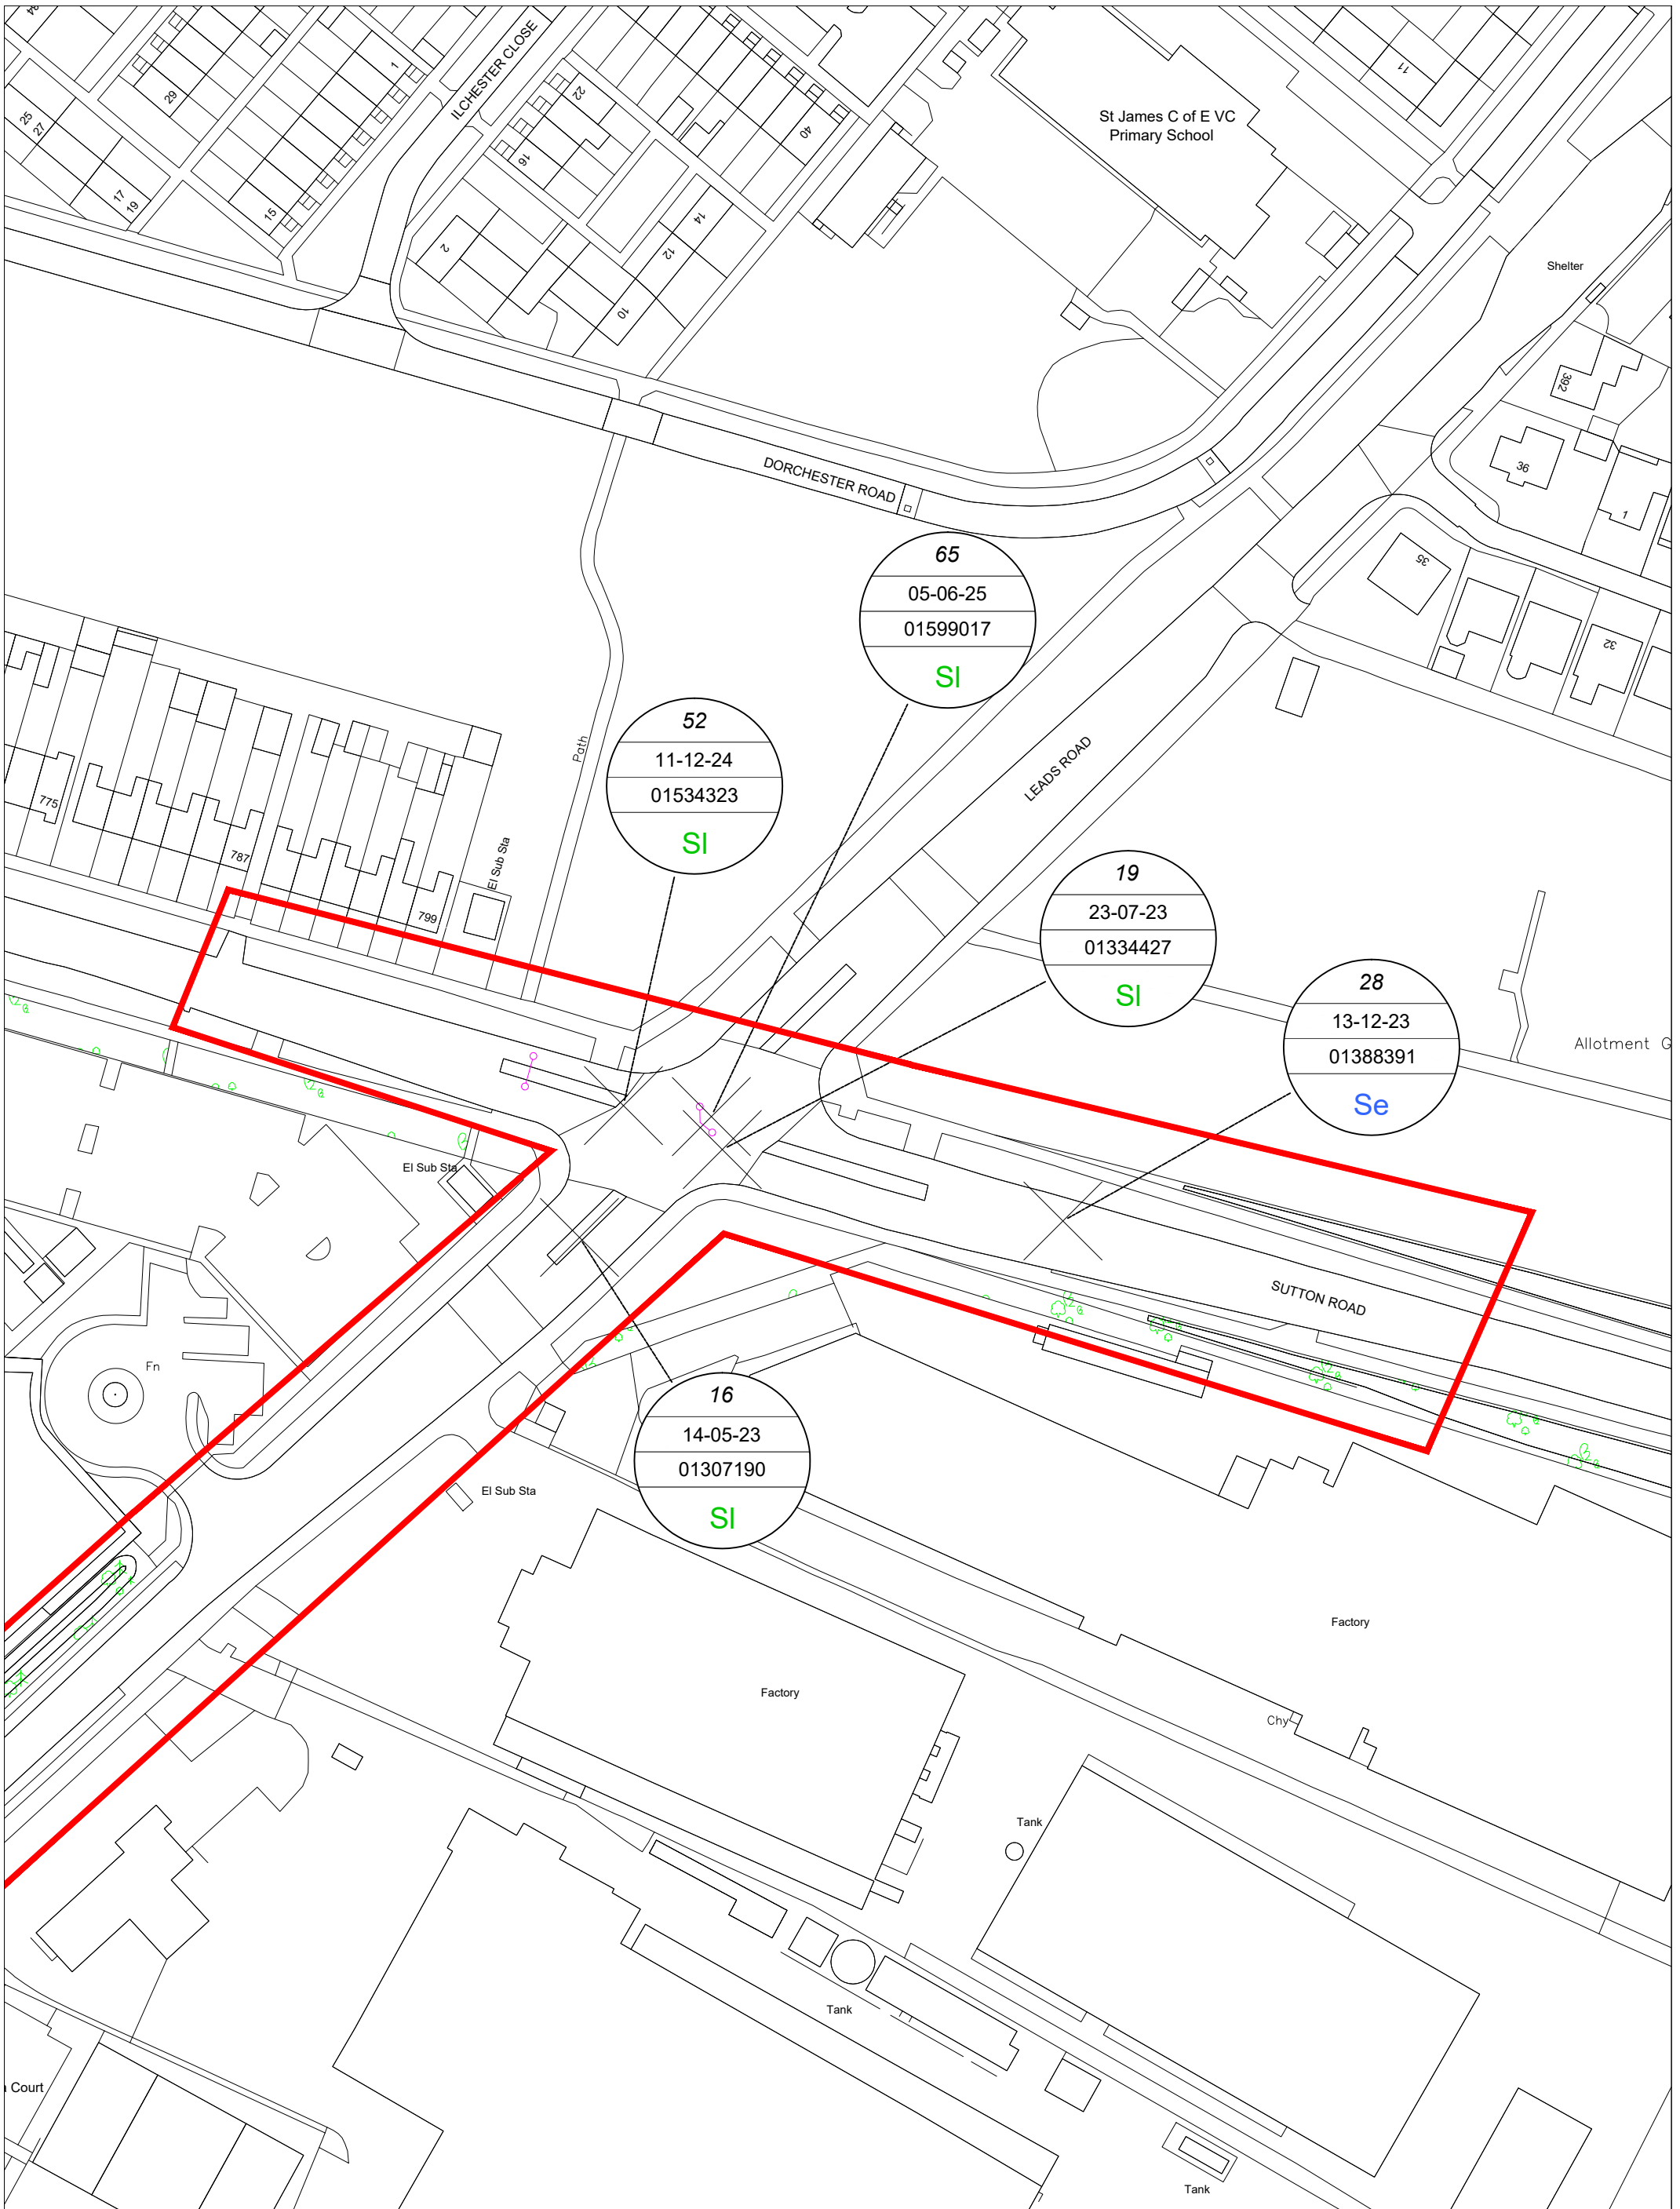 34
29
25
27
17
19
1
15
ILCHESTER CLOSE
22
16
40
2
14
12
10
St James C of E VC
Primary School
11
Shelter
392
36
1
35
32
DORCHESTER ROAD
65
05-06-25
01599017
SI
52
11-12-24
01534323
SI
Path
LEADS ROAD
775
787
799
El Sub Sta
19
23-07-23
01334427
SI
28
13-12-23
01388391
Se
Allotment G
El Sub Sta
SUTTON ROAD
Fn
16
14-05-23
01307190
SI
El Sub Sta
Factory
Factory
Chy
Tank
Tank
Court
Tank